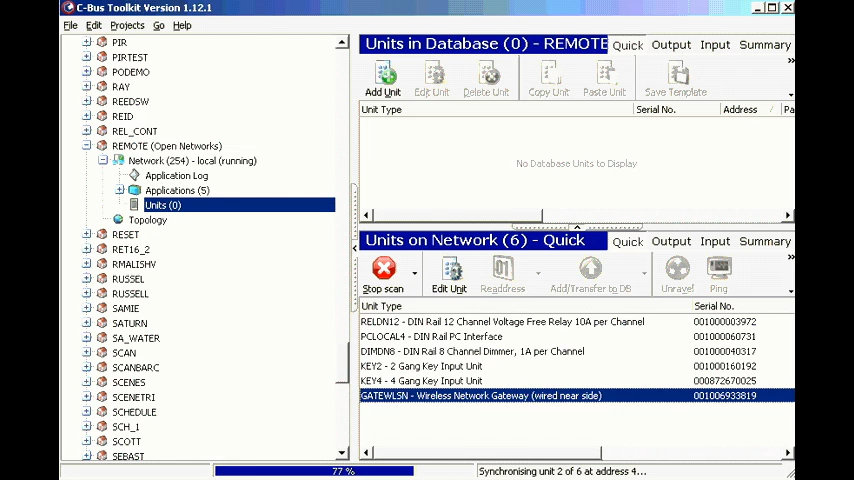 C-Bus Toolkit Version 1.12.1
File Edit Projects Go Help
PIR
PIRTEST
PODEMO
RAY
REEDSW
REID
REL_CONT
REMOTE (Open Networks)
Network (254) - local (running)
Application Log
Applications (5)
Units (0)
Topology
RESET
RET16_2
RMALISHV
RUSSEL
RUSSELL
SAMIE
SATURN
SA_WATER
SCAN
SCANBARC
SCENES
SCENETRI
SCHEDULE
SCH_1
SCOTT
SEBAST
Units in Database (0) - REMOTE Quick Output Input Summary
Add Unit Edit Unit Delete Unit Copy Unit Paste Unit Save Template
Unit Type Serial No. Address / Pa
No Database Units to Display
Units on Network (6) - Quick Quick Output Input Summary
Stop scan Edit Unit Readdress Add/Transfer to DB Unravel Ping
Unit Type Serial No.
RELDN12 - DIN Rail 12 Channel Voltage Free Relay 10A per Channel 001000003972
PCLOCAL4 - DIN Rail PC Interface 001000060731
DIMDN8 - DIN Rail 8 Channel Dimmer, 1A per Channel 001000040317
KEY2 - 2 Gang Key Input Unit 001000160192
KEY4 - 4 Gang Key Input Unit 000872670025
GATEWLSN - Wireless Network Gateway (wired near side) 001006933819
77 % Synchronising unit 2 of 6 at address 4...